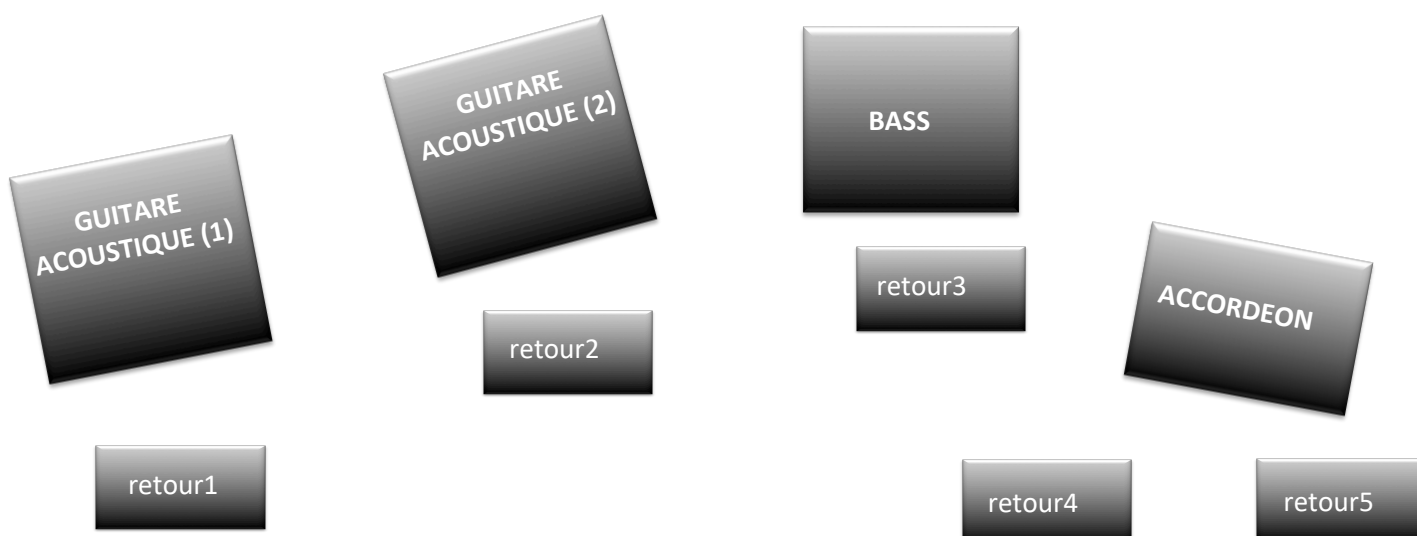 GUITARE
ACOUSTIQUE (1)
GUITARE
ACOUSTIQUE (2)
BASS
ACCORDEON
retour1
retour2
retour3
retour4
retour5